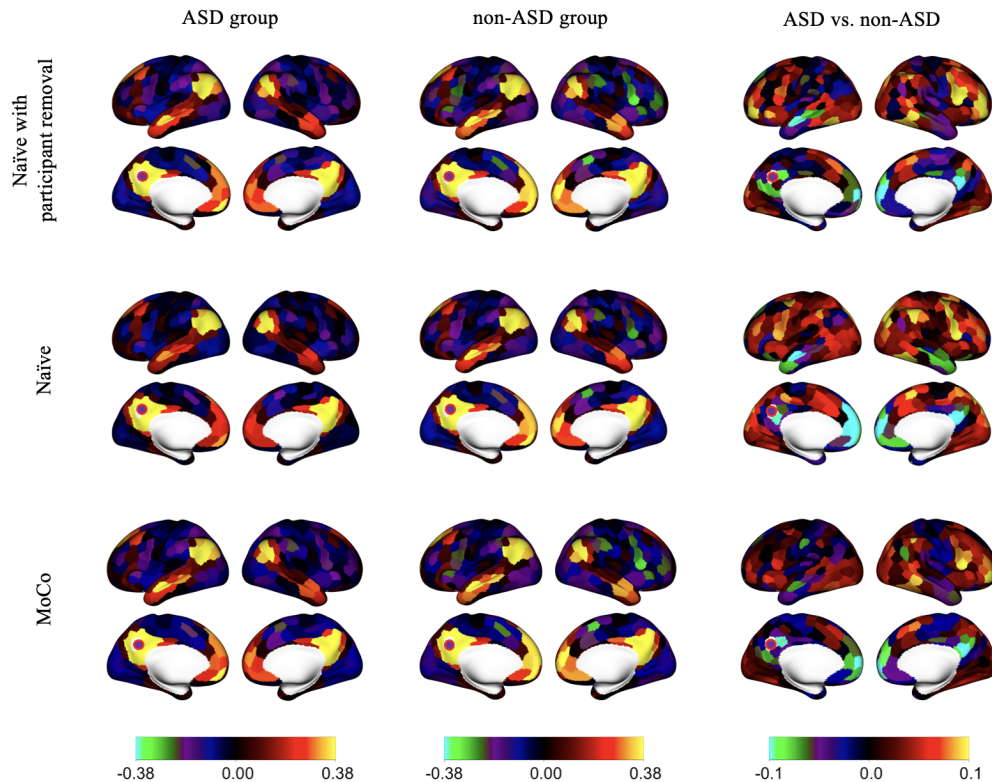 ASD group
non-ASD group
ASD vs. non-ASD
Naïve with
participant removal
Naïve
MoCo
-0.38
0.00
0.38
-0.38
0.00
0.38
-0.1
0.00
0.1